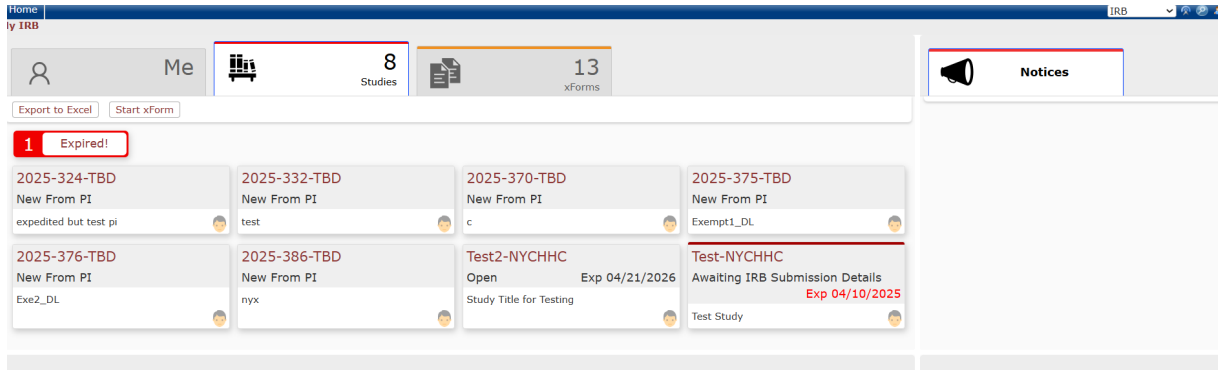 Home
IRB
ly IRB
Me
8
Studies
13
xForms
Notices
Export to Excel
Start xForm
1
Expired!
2025-324-TBD
New From PI
expedited but test pi
2025-332-TBD
New From PI
test
2025-370-TBD
New From PI
c
2025-375-TBD
New From PI
Exempt1_DL
2025-376-TBD
New From PI
Exe2_DL
2025-386-TBD
New From PI
nyx
Test2-NYCHHC
Open Exp 04/21/2026
Study Title for Testing
Test-NYCHHC
Awaiting IRB Submission Details
Exp 04/10/2025
Test Study